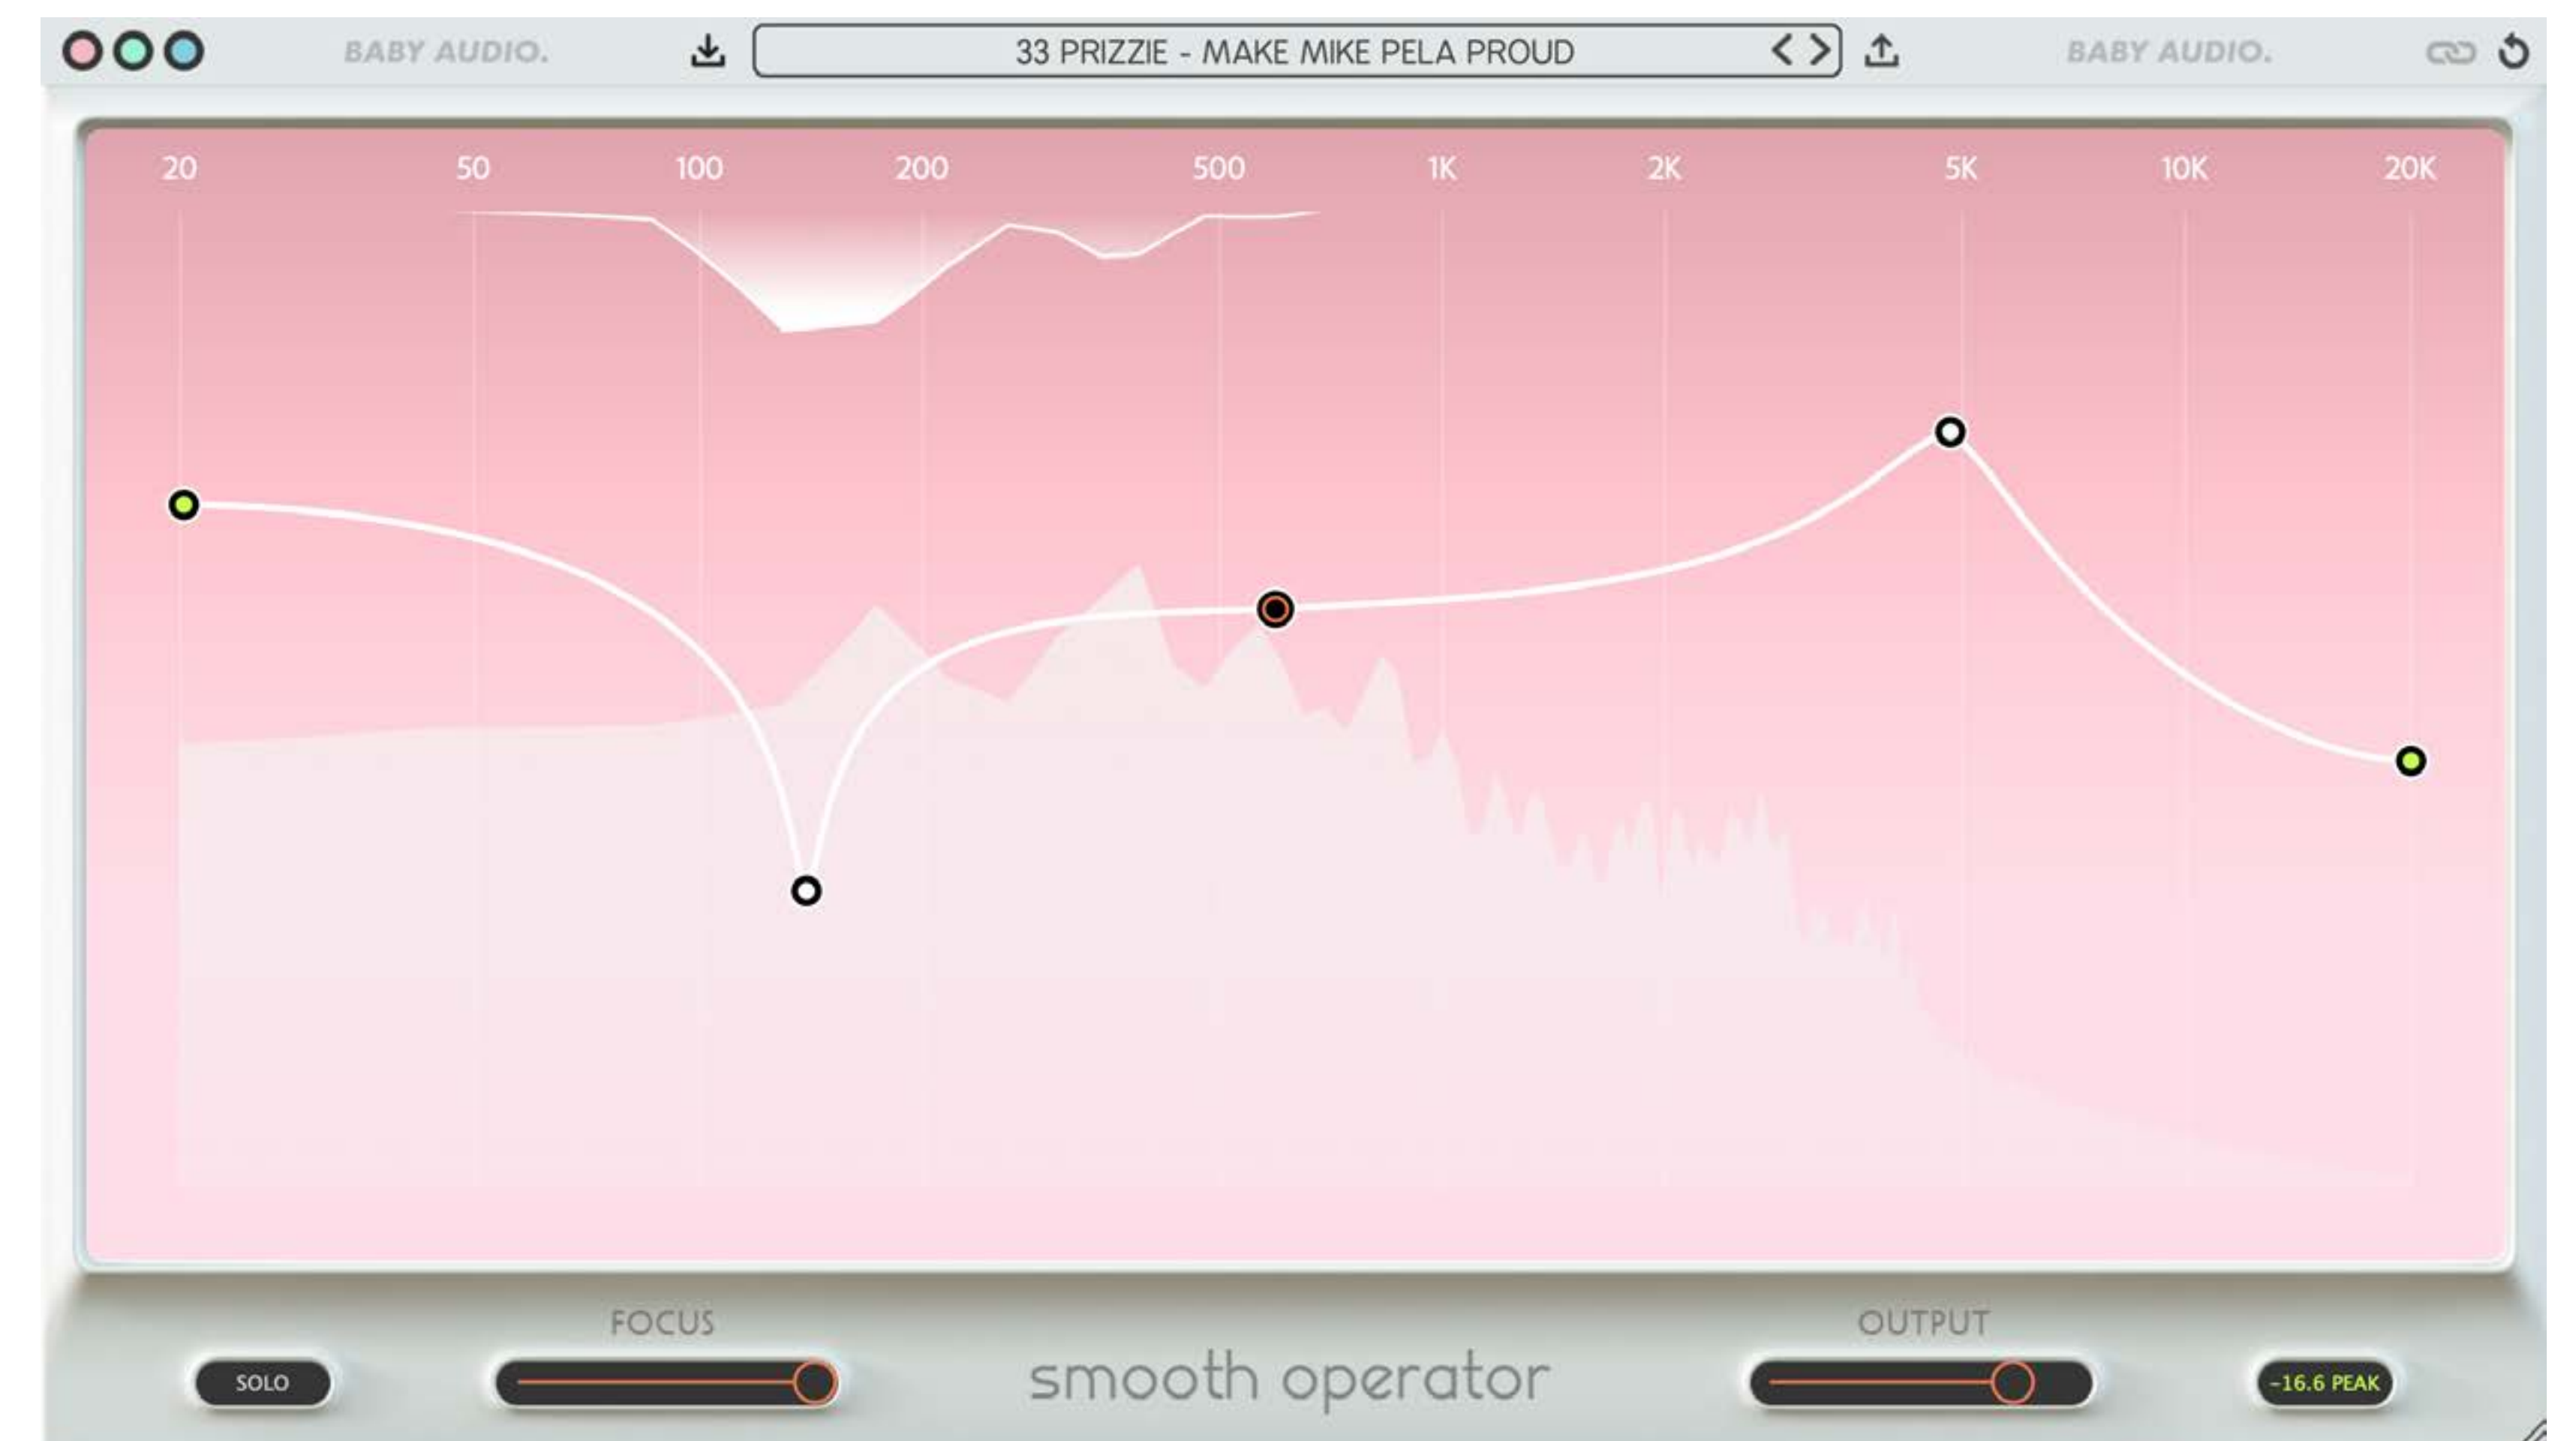 BABY AUDIO.
33 PRIZZIE - MAKE MIKE PELA PROUD
BABY AUDIO.
20 50 100 200 500 1K 2K 5K 10K 20K
FOCUS
OUTPUT
SOLO
smooth operator
-16.6 PEAK